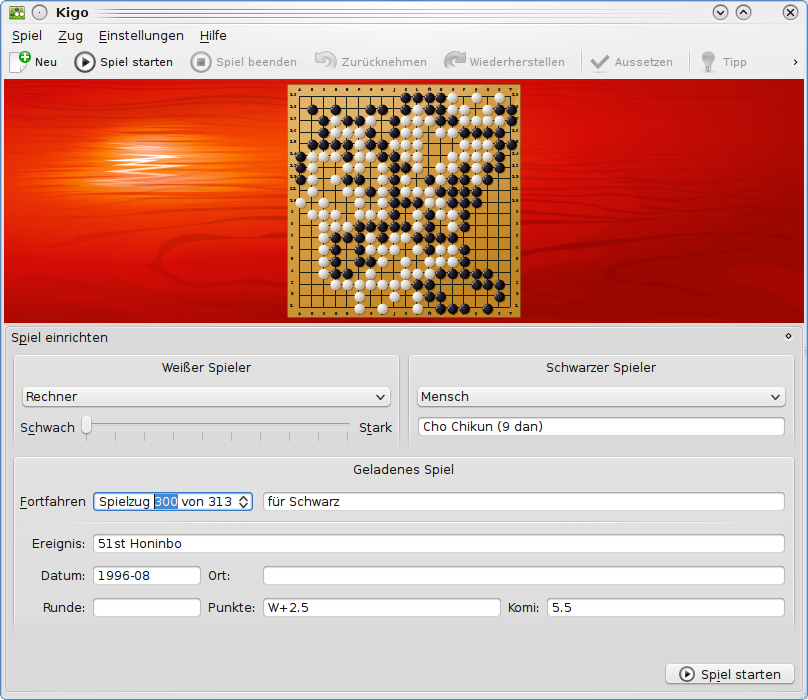 Kigo
Spiel Zug Einstellungen Hilfe
Neu Spiel starten Spiel beenden Zurücknehmen Wiederherstellen Aussetzen Tipp
Spiel einrichten
Weißer Spieler Schwarzer Spieler
Rechner Mensch
Schwach Stark Cho Chikun (9 dan)
Geladenes Spiel
Fortfahren Spielzug 300 von 313 für Schwarz
Ereignis: 51st Honinbo
Datum: 1996-08 Ort:
Runde: Punkte: W+2.5 Komi: 5.5
Spiel starten